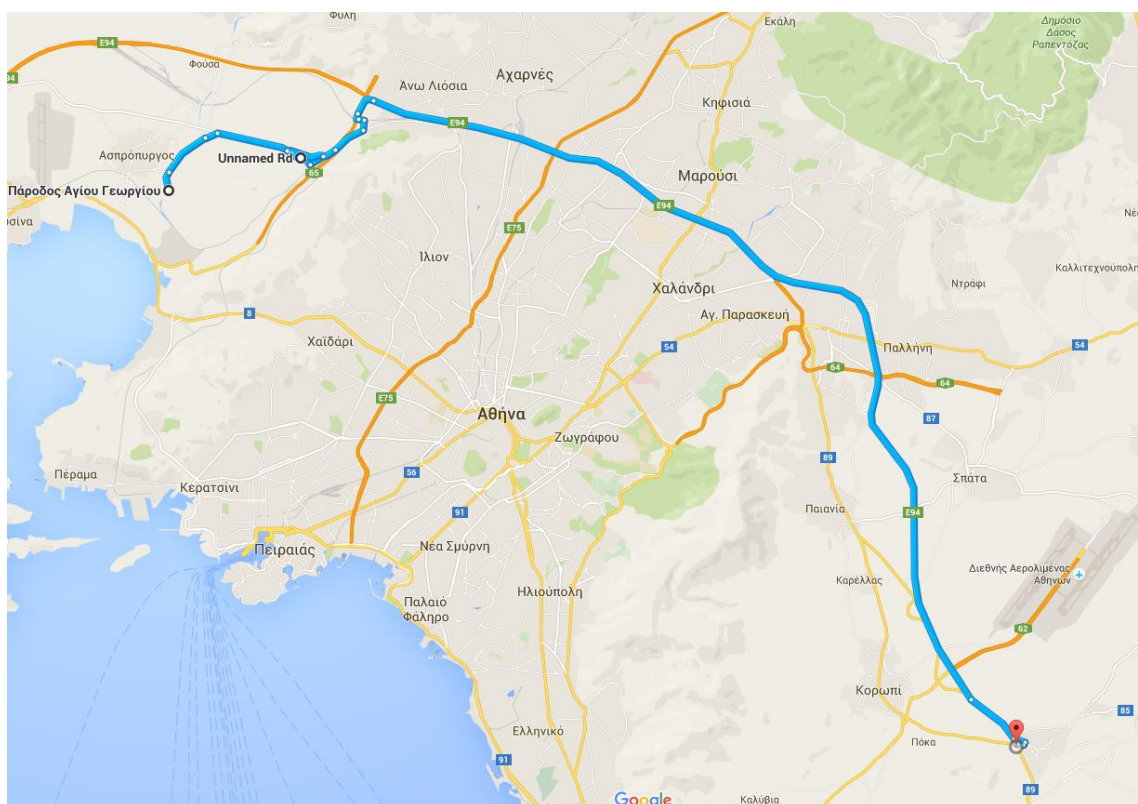 Φυλή
Εκάλη
Δημόσιο
Δάσος
Ραπεντόζας
E94
Φούσα
E94
Άνω Λιόσια
Αχαρνές
Κηφισιά
E94
Ασπρόπυργος
Unnamed Rd
65
Πάροδος Αγίου Γεωργίου
Μαρούσι
E94
E75
Ίλιον
Χαλάνδρι
Ντράφι
Καλλιτεχνούπολη
8
Αγ. Παρασκευή
Χαϊδάρι
54
Παλλήνη
54
64
64
E75
Αθήνα
87
Ζωγράφου
89
Πέραμα
56
Κερατσίνι
Σπάτα
91
Παιανία
E94
Πειραιάς
Νέα Σμύρνη
Διεθνής Αερολιμένας
Αθηνών
Καρέλλας
Ηλιούπολη
Παλαιό
Φάληρο
62
Κορωπί
85
Ελληνικό
Πόκα
91
89
Google
Καλύβια